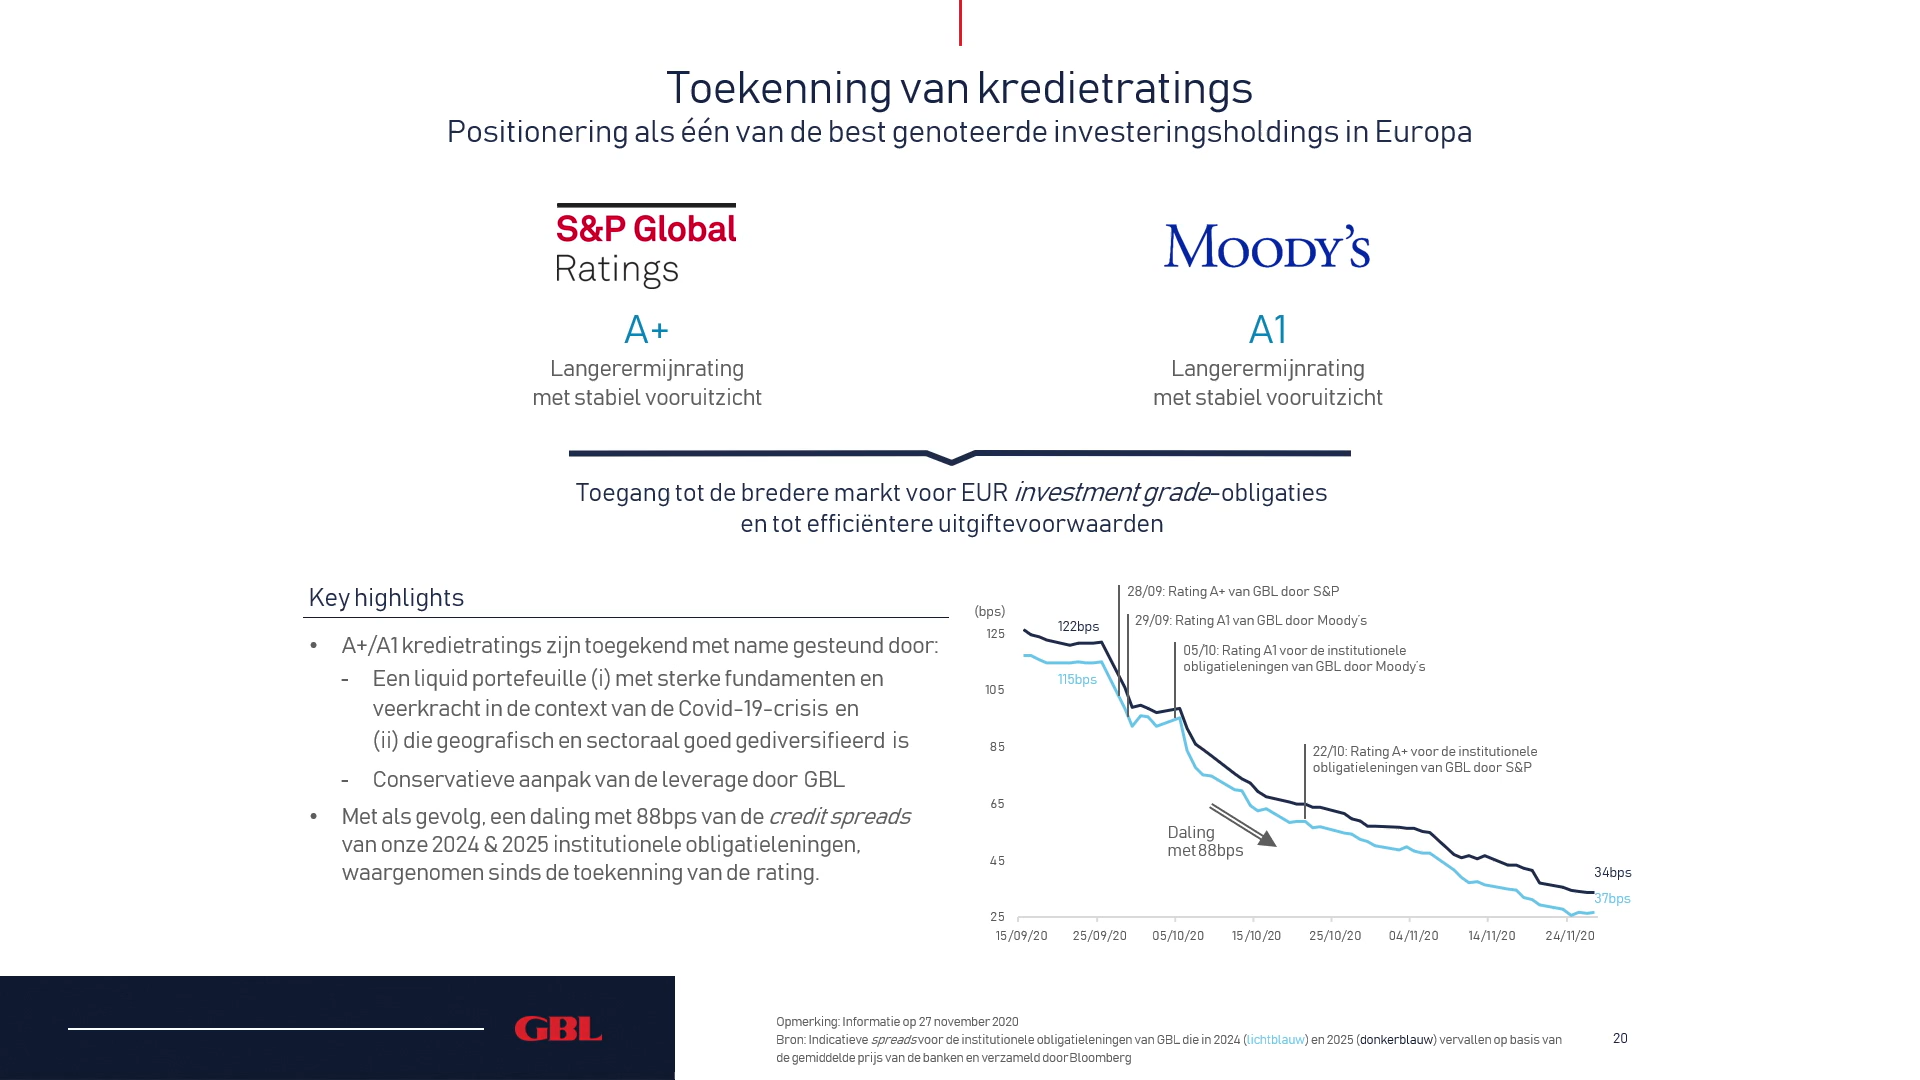 Toekenning van kredietratings
Positionering als één van de best genoteerde investeringsholdings in Europa
S&P Global
Ratings
MOODY'S
A+
Langerermijnrating
met stabiel vooruitzicht
A1
Langerermijnrating
met stabiel vooruitzicht
Toegang tot de bredere markt voor EUR investment grade-obligaties
en tot efficiëntere uitgiftevoorwaarden
Key highlights
• A+/A1 kredietratings zijn toegekend met name gesteund door:
- Een liquid portefeuille (i) met sterke fundamenten en
veerkracht in de context van de Covid-19-crisis en
(ii) die geografisch en sectoraal goed gediversifieerd is
- Conservatieve aanpak van de leverage door GBL
• Met als gevolg, een daling met 88bps van de credit spreads
van onze 2024 & 2025 institutionele obligatieleningen,
waargenomen sinds de toekenning van de rating.
(bps)
125
105
85
65
45
25
122bps
115bps
28/09: Rating A+ van GBL door S&P
29/09: Rating A1 van GBL door Moody's
05/10: Rating A1 voor de institutionele
obligatieleningen van GBL door Moody's
22/10: Rating A+ voor de institutionele
obligatieleningen van GBL door S&P
Daling
met 88bps
34bps
37bps
15/09/20 25/09/20 05/10/20 15/10/20 25/10/20 04/11/20 14/11/20 24/11/20
GBL
Opmerking: Informatie op 27 november 2020
Bron: Indicatieve spreads voor de institutionele obligatieleningen van GBL die in 2024 (lichtblauw) en 2025 (donkerblauw) vervallen op basis van
de gemiddelde prijs van de banken en verzameld door Bloomberg
20